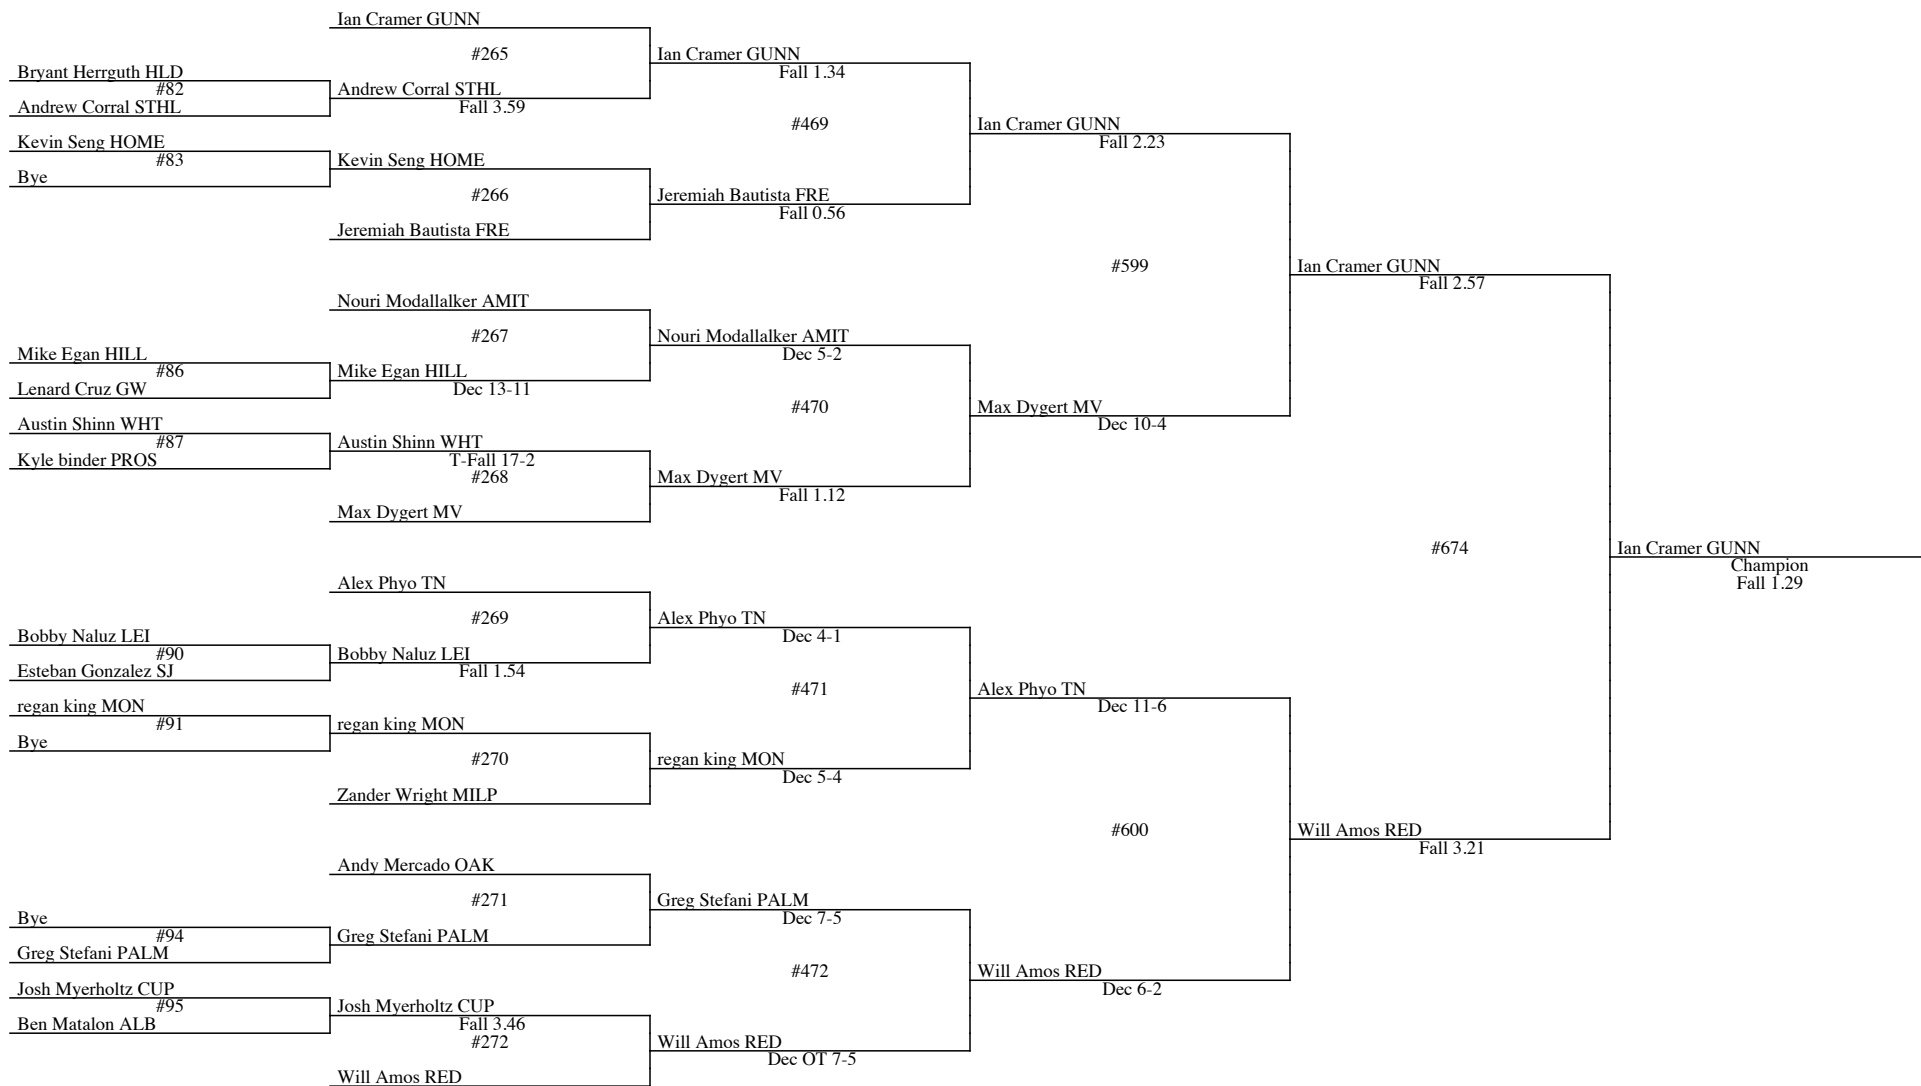 Ian Cramer GUNN
#265
Ian Cramer GUNN
Fall 1.34
Bryant Herrguth HLD
#82
Andrew Corral STHL
Andrew Corral STHL
Fall 3.59
#469
Ian Cramer GUNN
Fall 2.23
Kevin Seng HOME
#83
Bye
Kevin Seng HOME
#266
Jeremiah Bautista FRE
Jeremiah Bautista FRE
Fall 0.56
#599
Ian Cramer GUNN
Fall 2.57
Nouri Modallalker AMIT
#267
Nouri Modallalker AMIT
Dec 5-2
Mike Egan HILL
#86
Lenard Cruz GW
Mike Egan HILL
Dec 13-11
#470
Max Dygert MV
Dec 10-4
Austin Shinn WHT
#87
Kyle binder PROS
Austin Shinn WHT
T-Fall 17-2
#268
Max Dygert MV
Max Dygert MV
Fall 1.12
#674
Ian Cramer GUNN
Champion
Fall 1.29
Alex Phyo TN
#269
Alex Phyo TN
Dec 4-1
Bobby Naluz LEI
#90
Esteban Gonzalez SJ
Bobby Naluz LEI
Fall 1.54
#471
Alex Phyo TN
Dec 11-6
regan king MON
#91
Bye
regan king MON
#270
Zander Wright MILP
regan king MON
Dec 5-4
#600
Will Amos RED
Fall 3.21
Andy Mercado OAK
#271
Greg Stefani PALM
Dec 7-5
Bye
#94
Greg Stefani PALM
Greg Stefani PALM
#472
Will Amos RED
Dec 6-2
Josh Myerholtz CUP
#95
Ben Matalon ALB
Josh Myerholtz CUP
Fall 3.46
#272
Will Amos RED
Will Amos RED
Dec OT 7-5